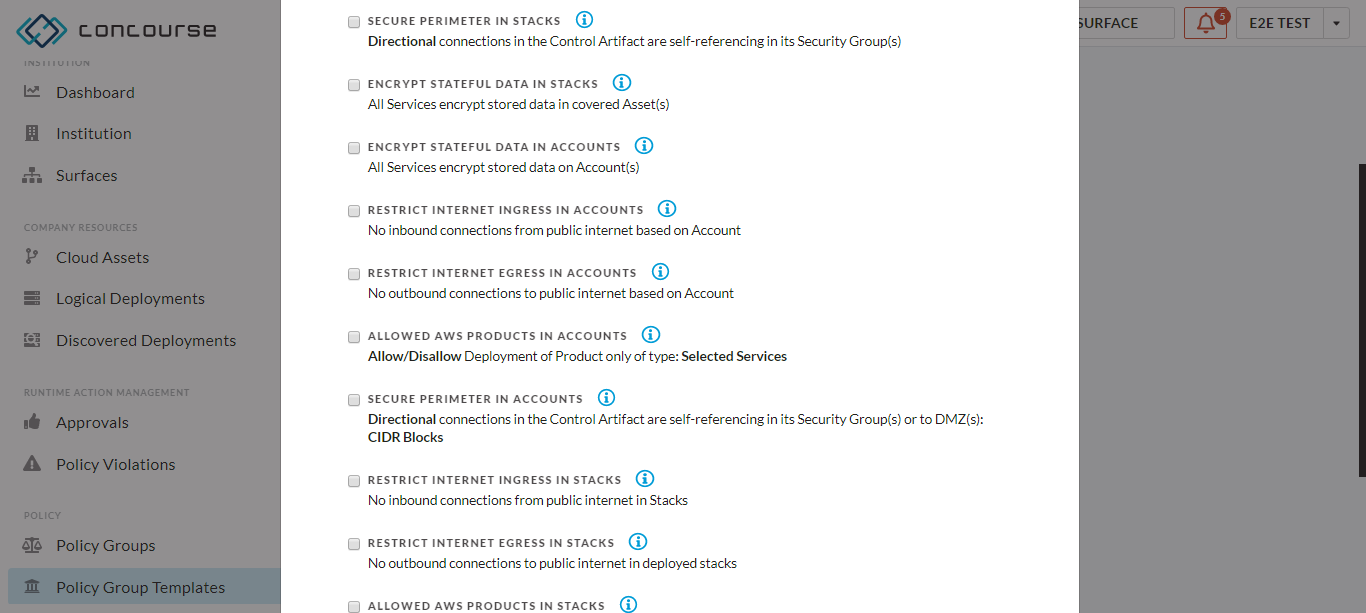 concourse
INSTITUTION
Dashboard
Institution
Surfaces
COMPANY RESOURCES
Cloud Assets
Logical Deployments
Discovered Deployments
RUNTIME ACTION MANAGEMENT
Approvals
Policy Violations
POLICY
Policy Groups
Policy Group Templates
SECURE PERIMETER IN STACKS
Directional connections in the Control Artifact are self-referencing in its Security Group(s)
ENCRYPT STATEFUL DATA IN STACKS
All Services encrypt stored data in covered Asset(s)
ENCRYPT STATEFUL DATA IN ACCOUNTS
All Services encrypt stored data on Account(s)
RESTRICT INTERNET INGRESS IN ACCOUNTS
No inbound connections from public internet based on Account
RESTRICT INTERNET EGRESS IN ACCOUNTS
No outbound connections to public internet based on Account
ALLOWED AWS PRODUCTS IN ACCOUNTS
Allow/Disallow Deployment of Product only of type: Selected Services
SECURE PERIMETER IN ACCOUNTS
Directional connections in the Control Artifact are self-referencing in its Security Group(s) or to DMZ(s):
CIDR Blocks
RESTRICT INTERNET INGRESS IN STACKS
No inbound connections from public internet in Stacks
RESTRICT INTERNET EGRESS IN STACKS
No outbound connections to public internet in deployed stacks
ALLOWED AWS PRODUCTS IN STACKS
SURFACE
5
E2E TEST